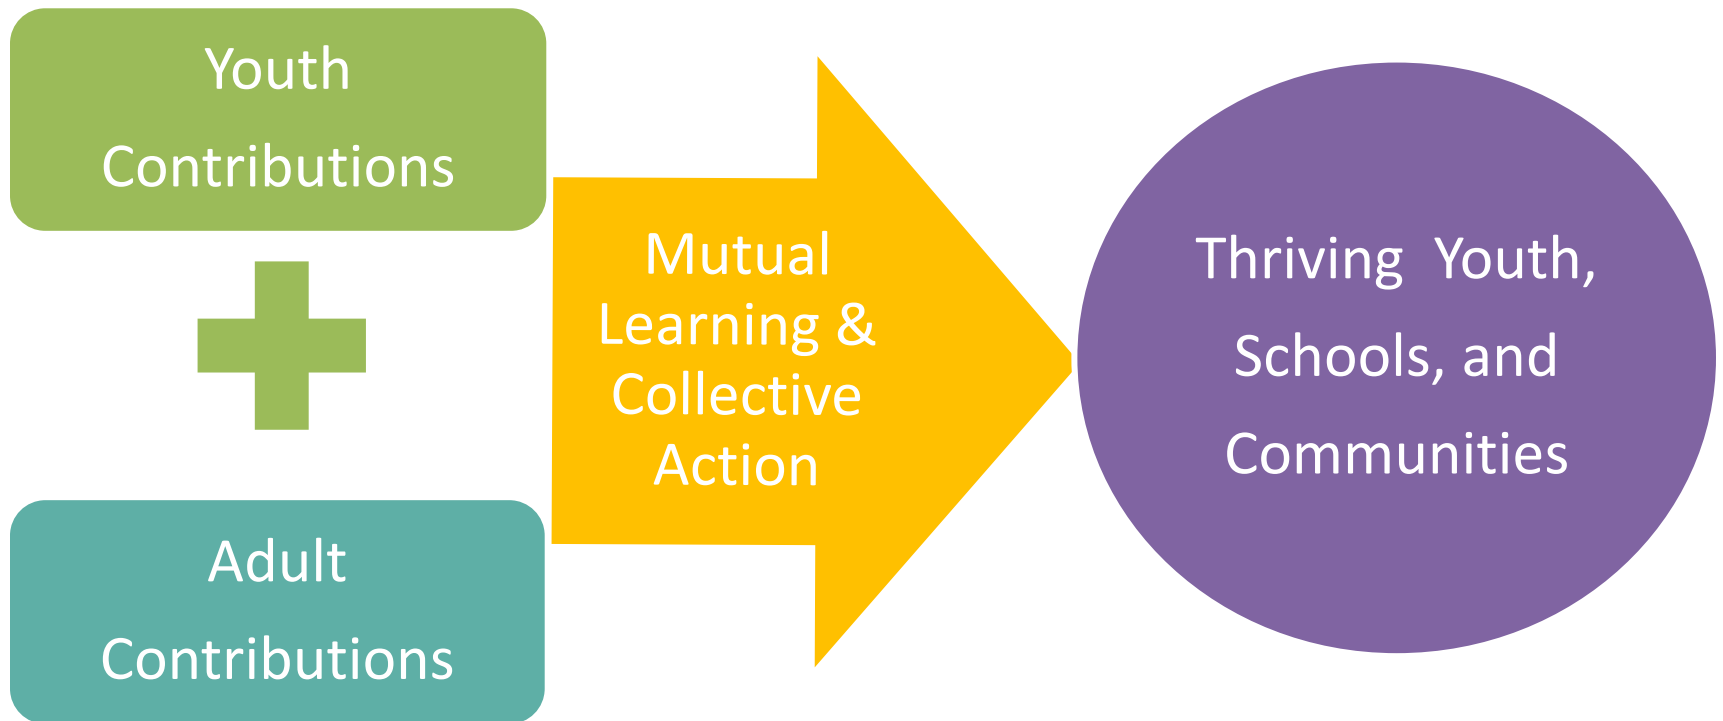 Youth
Contributions
Mutual
Learning &
Collective
Action
Thriving  Youth,
Schools, and
Communities
Adult
Contributions